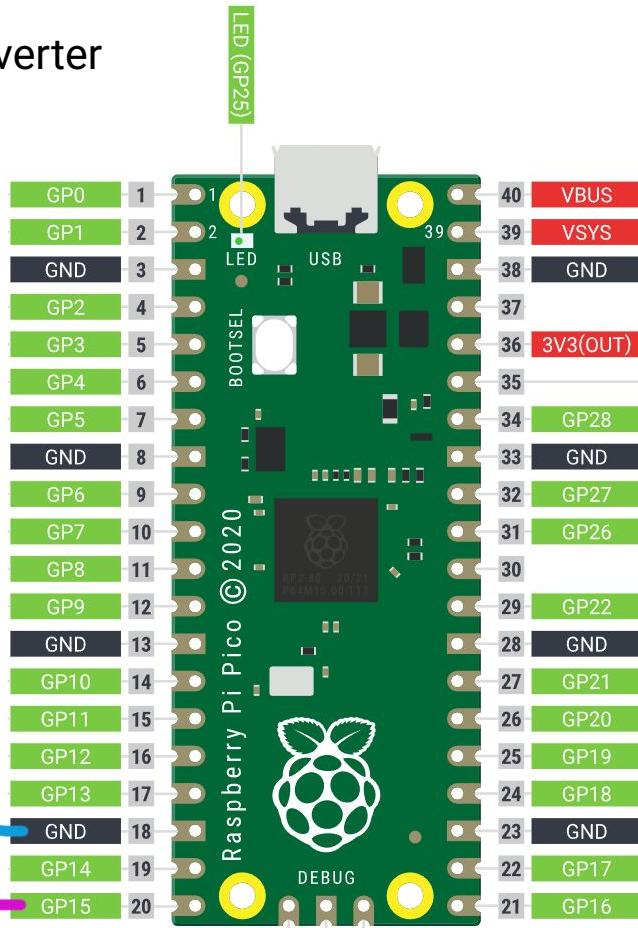 verter
LED (GP25)
GP0 1 1 40 VBUS
GP1 2 2 39 39 VSYS
GND 3 LED USB 38 GND
GP2 4 37
GP3 5 BOOTSEL 36 3V3(OUT)
GP4 6 35
GP5 7 34 GP28
GND 8 33 GND
GP6 9 32 GP27
GP7 10 31 GP26
GP8 11 30
GP9 12 29 GP22
GND 13 28 GND
GP10 14 27 GP21
GP11 15 26 GP20
GP12 16 25 GP19
GP13 17 24 GP18
GND 18 23 GND
GP14 19 22 GP17
GP15 20 21 GP16
Raspberry Pi Pico © 2020
DEBUG